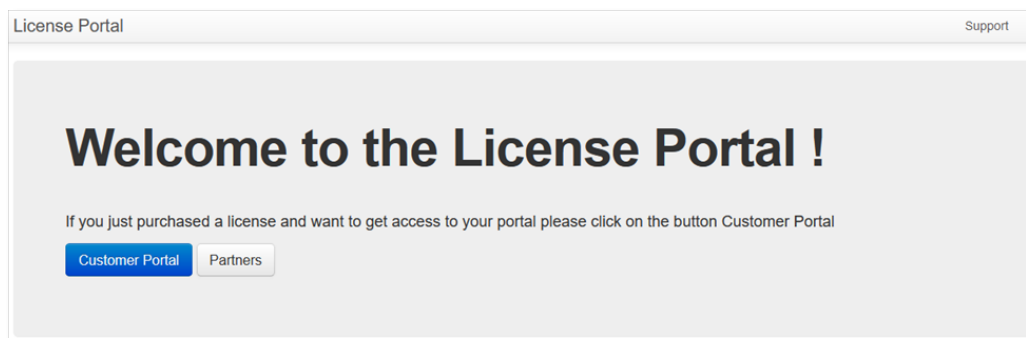 License Portal Support
Welcome to the License Portal !
If you just purchased a license and want to get access to your portal please click on the button Customer Portal
Customer Portal Partners